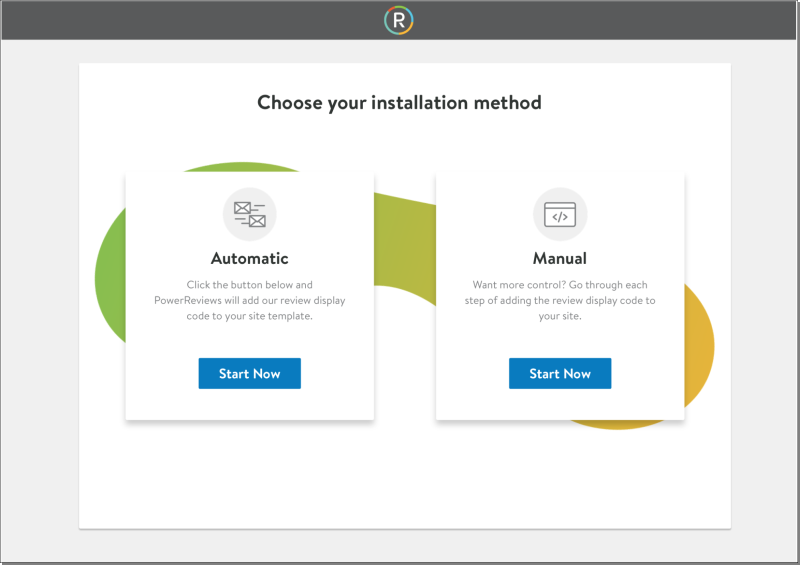 R
Choose your installation method
Automatic
Click the button below and
PowerReviews will add our review display
code to your site template.
Start Now
</>
Manual
Want more control? Go through each
step of adding the review display code to
your site.
Start Now